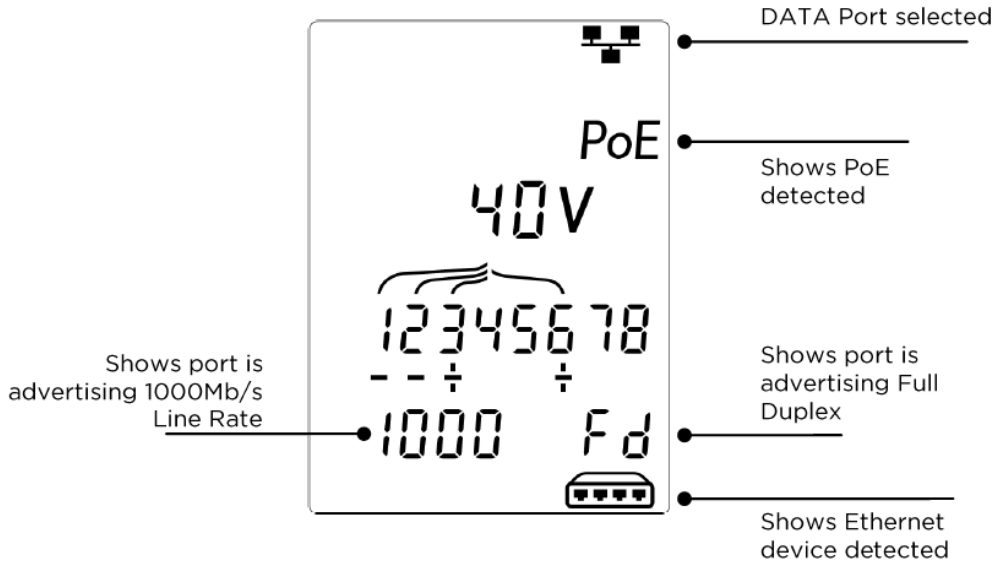 DATA Port selected
PoE
Shows PoE
detected
40V
12345678
Shows port is
advertising 1000Mb/s
Line Rate
Shows port is
advertising Full
Duplex
- - ÷ ÷
1000 Fd
Shows Ethernet
device detected